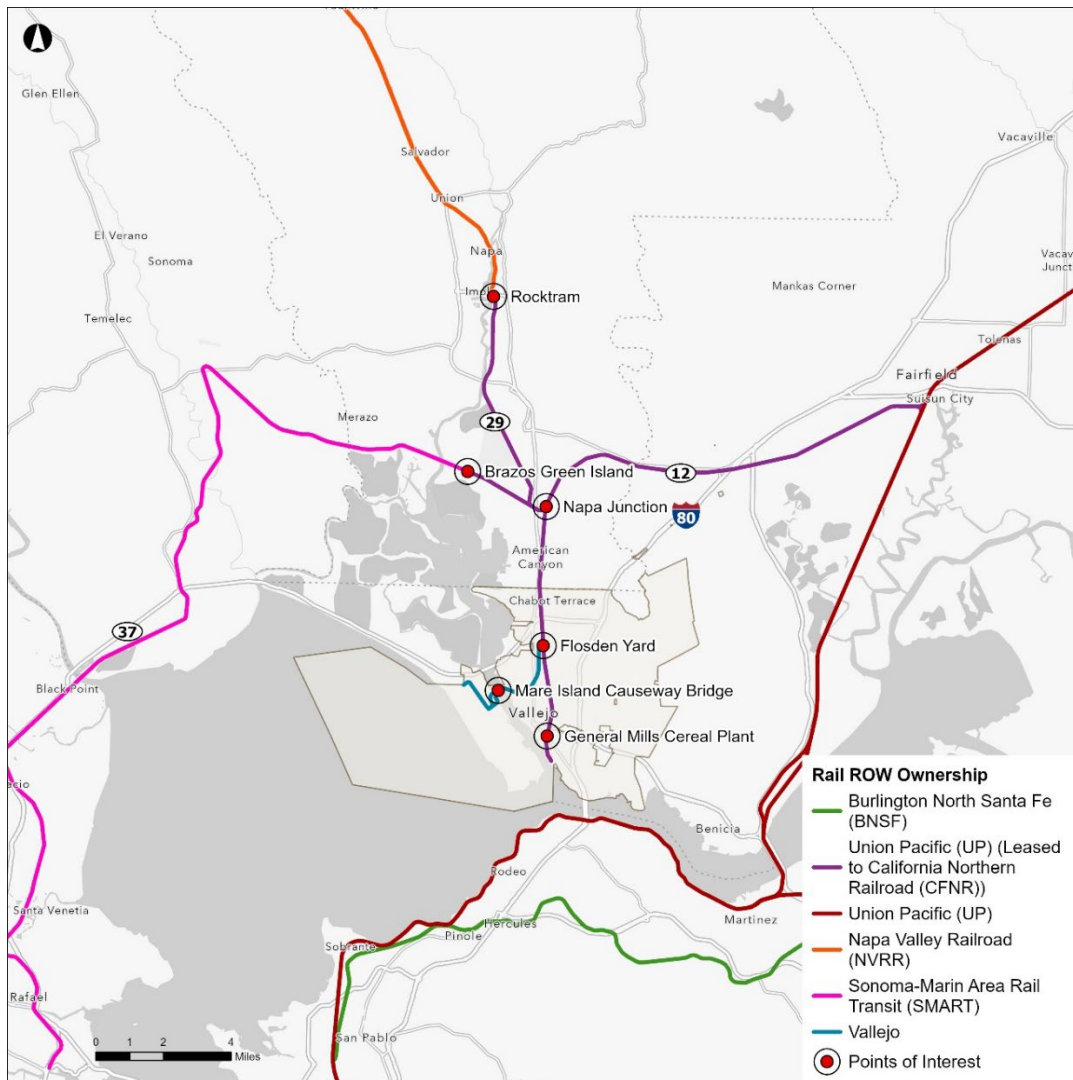 Glen Ellen
Vacaville
Salvador
Union
El Verano
Sonoma
Napa
Mankas Corner
Rocktram
Temelec
Tolenas
Fairfield
Suisun City
Merazo
29
12
Brazos Green Island
Napa Junction
80
American
Canyon
Chabot Terrace
37
Flosden Yard
Black Point
Mare Island Causeway Bridge
Vallejo
General Mills Cereal Plant
Benicia
Rodeo
Santa Venetia
Martinez
Hercules
Pinole
Sobrante
Rafael
San Pablo
0 1 2 4
Miles
Rail ROW Ownership
Burlington North Santa Fe
(BNSF)
Union Pacific (UP) (Leased
to California Northern
Railroad (CFNR))
Union Pacific (UP)
Napa Valley Railroad
(NVRR)
Sonoma-Marin Area Rail
Transit (SMART)
Vallejo
Points of Interest